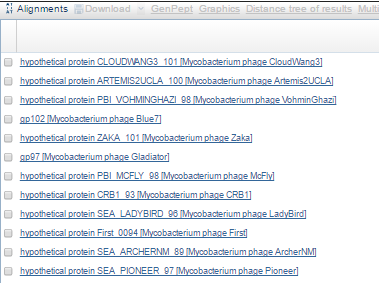 Alignments Download GenPept Graphics Distance tree of results
hypothetical protein CLOUDWANG3_101 [Mycobacterium phage CloudWang3]
hypothetical protein ARTEMIS2UCLA_100 [Mycobacterium phage Artemis2UCLA]
hypothetical protein PBI_VOHMINGHAZI_98 [Mycobacterium phage VohminGhazi]
gp102 [Mycobacterium phage Blue7]
hypothetical protein ZAKA_101 [Mycobacterium phage Zaka]
gp97 [Mycobacterium phage Gladiator]
hypothetical protein PBI_MCFLY_98 [Mycobacterium phage McFly]
hypothetical protein CRB1_93 [Mycobacterium phage CRB1]
hypothetical protein SEA_LADYBIRD_96 [Mycobacterium phage LadyBird]
hypothetical protein First_0094 [Mycobacterium phage First]
hypothetical protein SEA_ARCHERNM_89 [Mycobacterium phage ArcherNM]
hypothetical protein SEA_PIONEER_97 [Mycobacterium phage Pioneer]